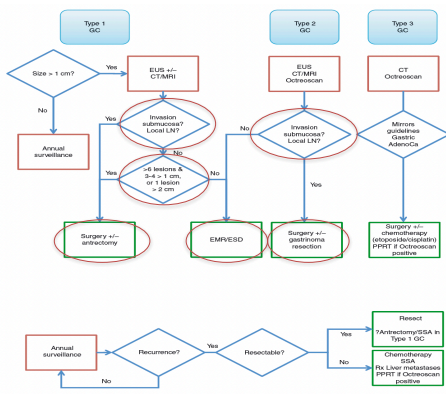 Type 1
GC
Type 2
GC
Type 3
GC
Size > 1 cm?
Yes
EUS +/–
CT/MRI
EUS
CT/MRI
Octreoscan
CT
Octreoscan
No
Annual
surveillance
Yes
Invasion
submucosa?
Local LN?
No
Invasion
submucosa?
Local LN?
No
Mirrors
guidelines
Gastric
AdenoCa
Yes
>6 lesions &
3-4 > 1 cm,
or 1 lesion
> 2 cm
No
Yes
Surgery +/–
antrectomy
EMR/ESD
Surgery +/–
gastrinoma
resection
Surgery +/–
chemotherapy
(etoposide/cisplatin)
PPRT if Octreoscan
positive
Annual
surveillance
Recurrence?
Yes
Resectable?
Yes
No
No
Resect
?Antrectomy/SSA in
Type 1 GC
Chemotherapy
SSA
Rx Liver metastases
PPRT if Octreoscan
positive